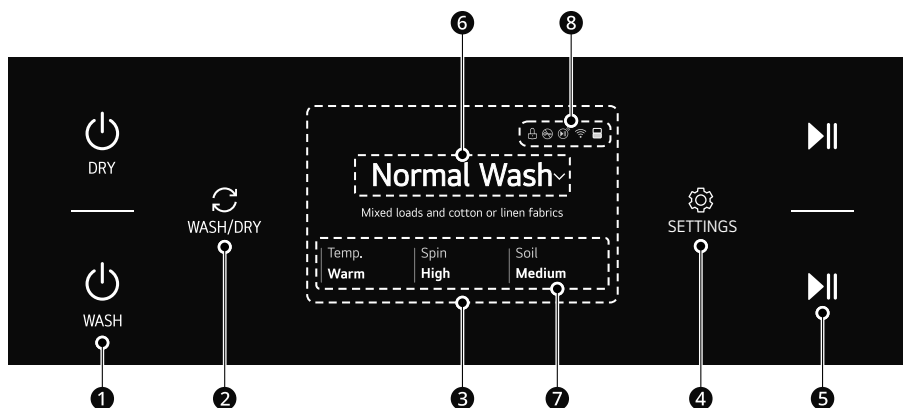 6 8
DRY
Normal Wash
Mixed loads and cotton or linen fabrics
WASH/DRY
SETTINGS
Temp. Spin Soil
Warm High Medium
WASH
1 2 3 7 4 5